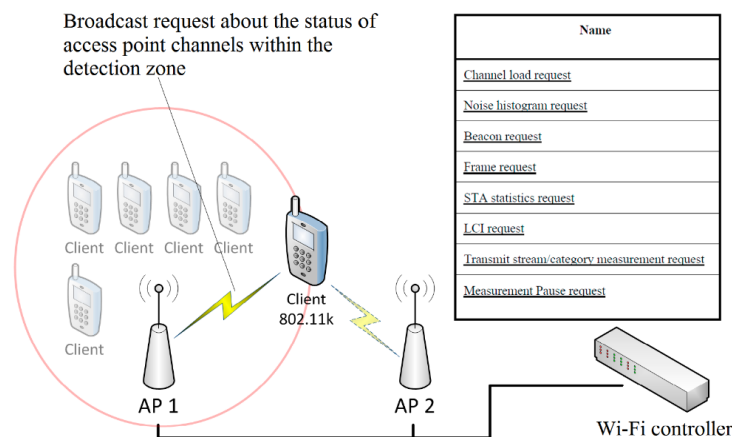 Broadcast request about the status of
access point channels within the
detection zone
Name
Channel load request
Noise histogram request
Beacon request
Frame request
STA statistics request
LCI request
Transmit stream/category measurement request
Measurement Pause request
Client Client Client Client
Client
Client
802.11k
AP 1
AP 2
Wi-Fi controller